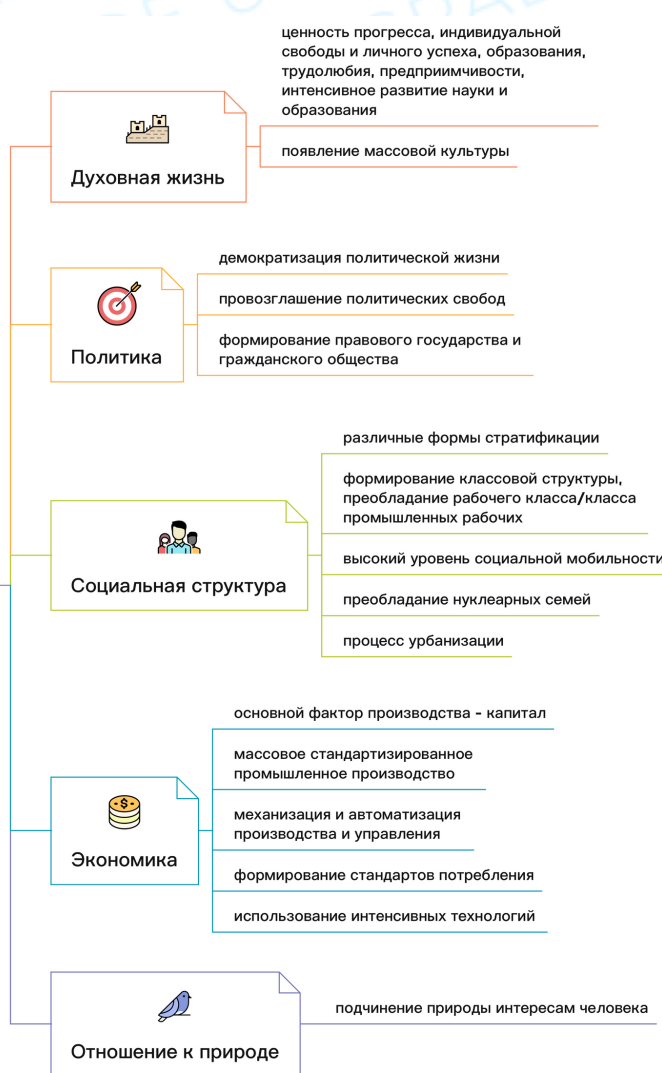 ценность прогресса, индивидуальной
свободы и личного успеха, образования,
трудолюбия, предприимчивости,
интенсивное развитие науки и
образования
появление массовой культуры
Духовная жизнь
демократизация политической жизни
провозглашение политических свобод
формирование правового государства и
гражданского общества
Политика
различные формы стратификации
формирование классовой структуры,
преобладание рабочего класса/класса
промышленных рабочих
высокий уровень социальной мобильности
преобладание нуклеарных семей
процесс урбанизации
Социальная структура
основной фактор производства - капитал
массовое стандартизированное
промышленное производство
механизация и автоматизация
производства и управления
формирование стандартов потребления
использование интенсивных технологий
Экономика
подчинение природы интересам человека
Отношение к природе